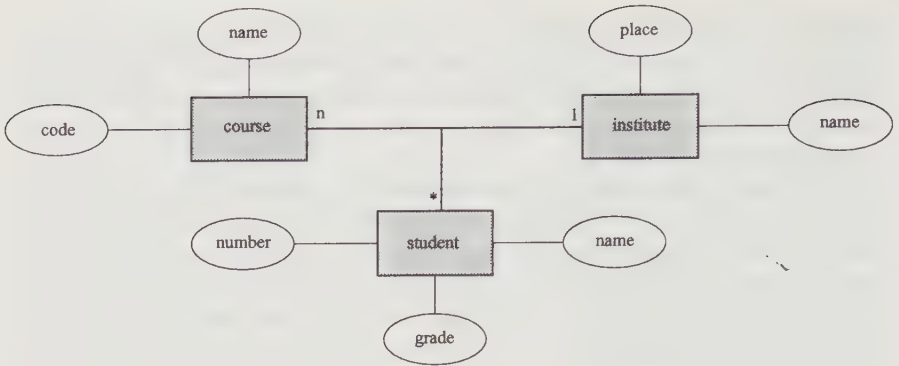 name
place
code
course
n
1
institute
name
*
number
student
name
grade